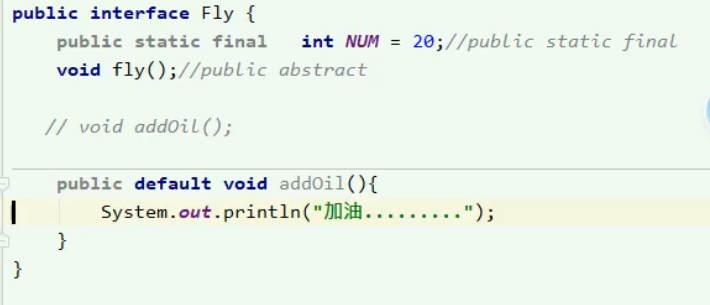 public interface Fly {
public static final int NUM = 20;//public static final
void fly();//public abstract
// void addOil();
public default void addOil(){
System.out.println("加油.........");
}
}